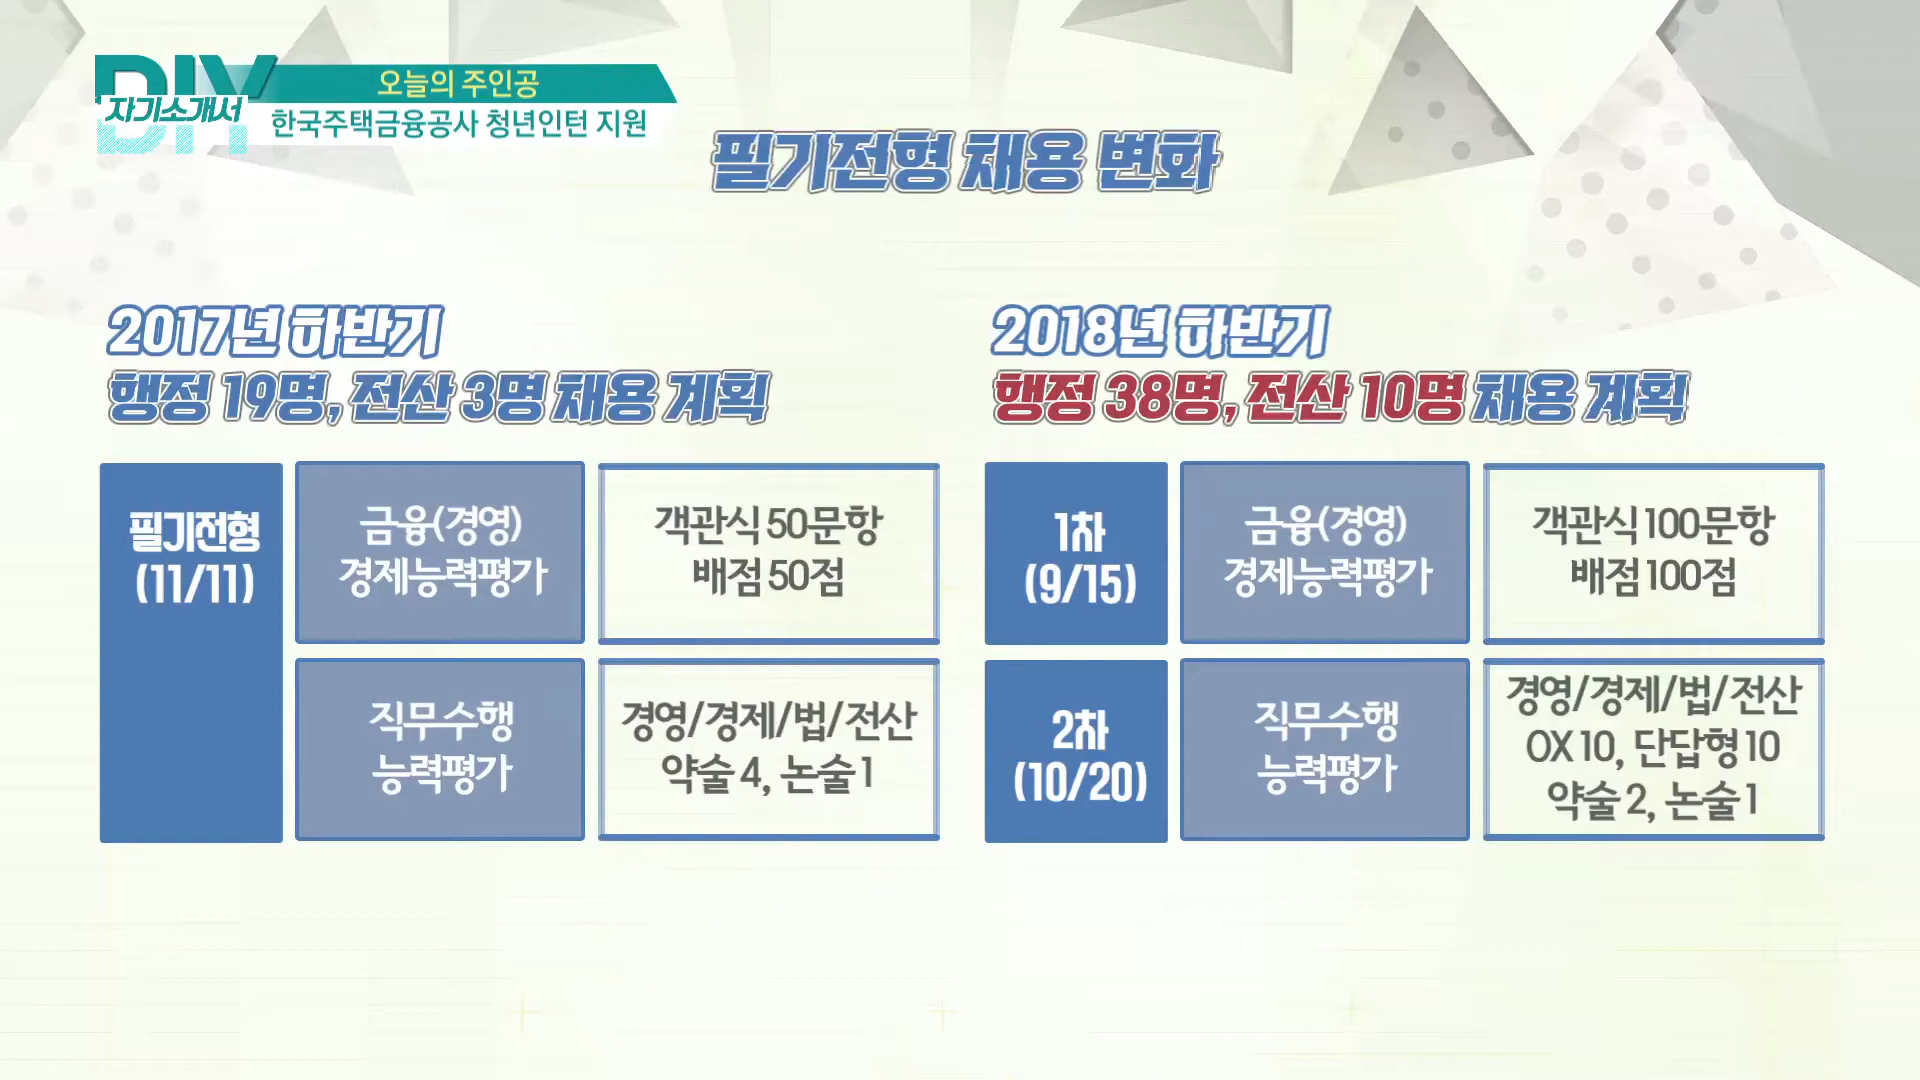 DIY
자기소개서
오늘의 주인공
한국주택금융공사 청년인턴 지원
필기전형 채용 변화
2017년 하반기
행정 19명, 전산 3명 채용 계획
필기전형
(11/11)
금융(경영)
경제능력평가
객관식 50문항
배점 50점
직무수행
능력평가
경영/경제/법/전산
약술 4, 논술 1
2018년 하반기
행정 38명, 전산 10명 채용 계획
1차
(9/15)
금융(경영)
경제능력평가
객관식 100문항
배점 100점
2차
(10/20)
직무수행
능력평가
경영/경제/법/전산
OX 10, 단답형 10
약술 2, 논술 1